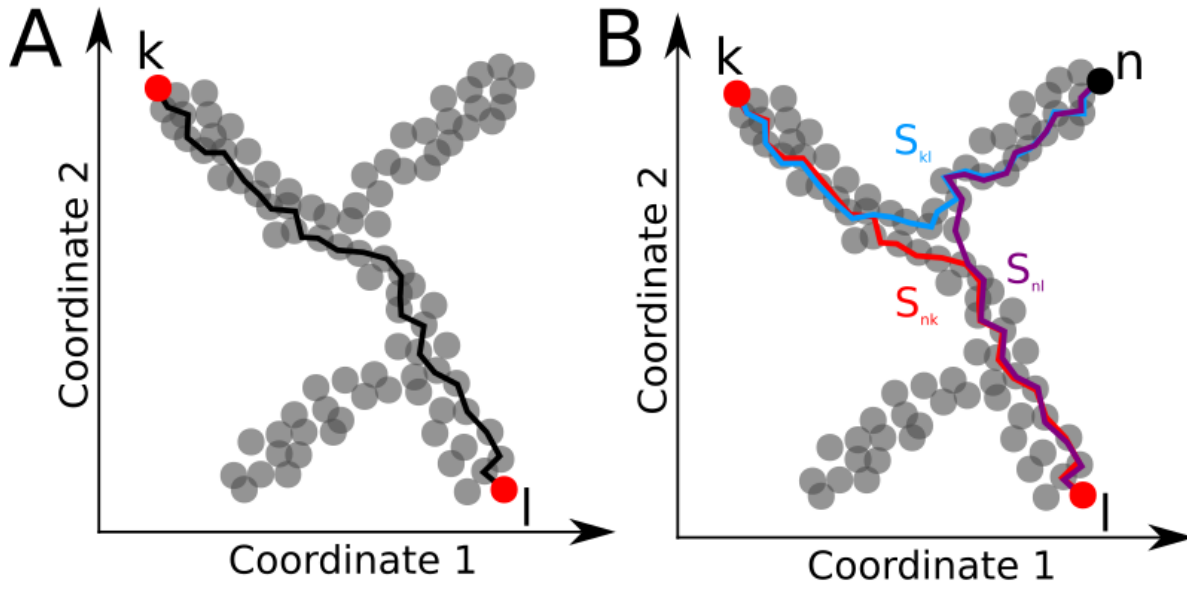 A
k
l
Coordinate 2
Coordinate 1
B
k
n
S_kl
S_nl
S_nk
l
Coordinate 2
Coordinate 1